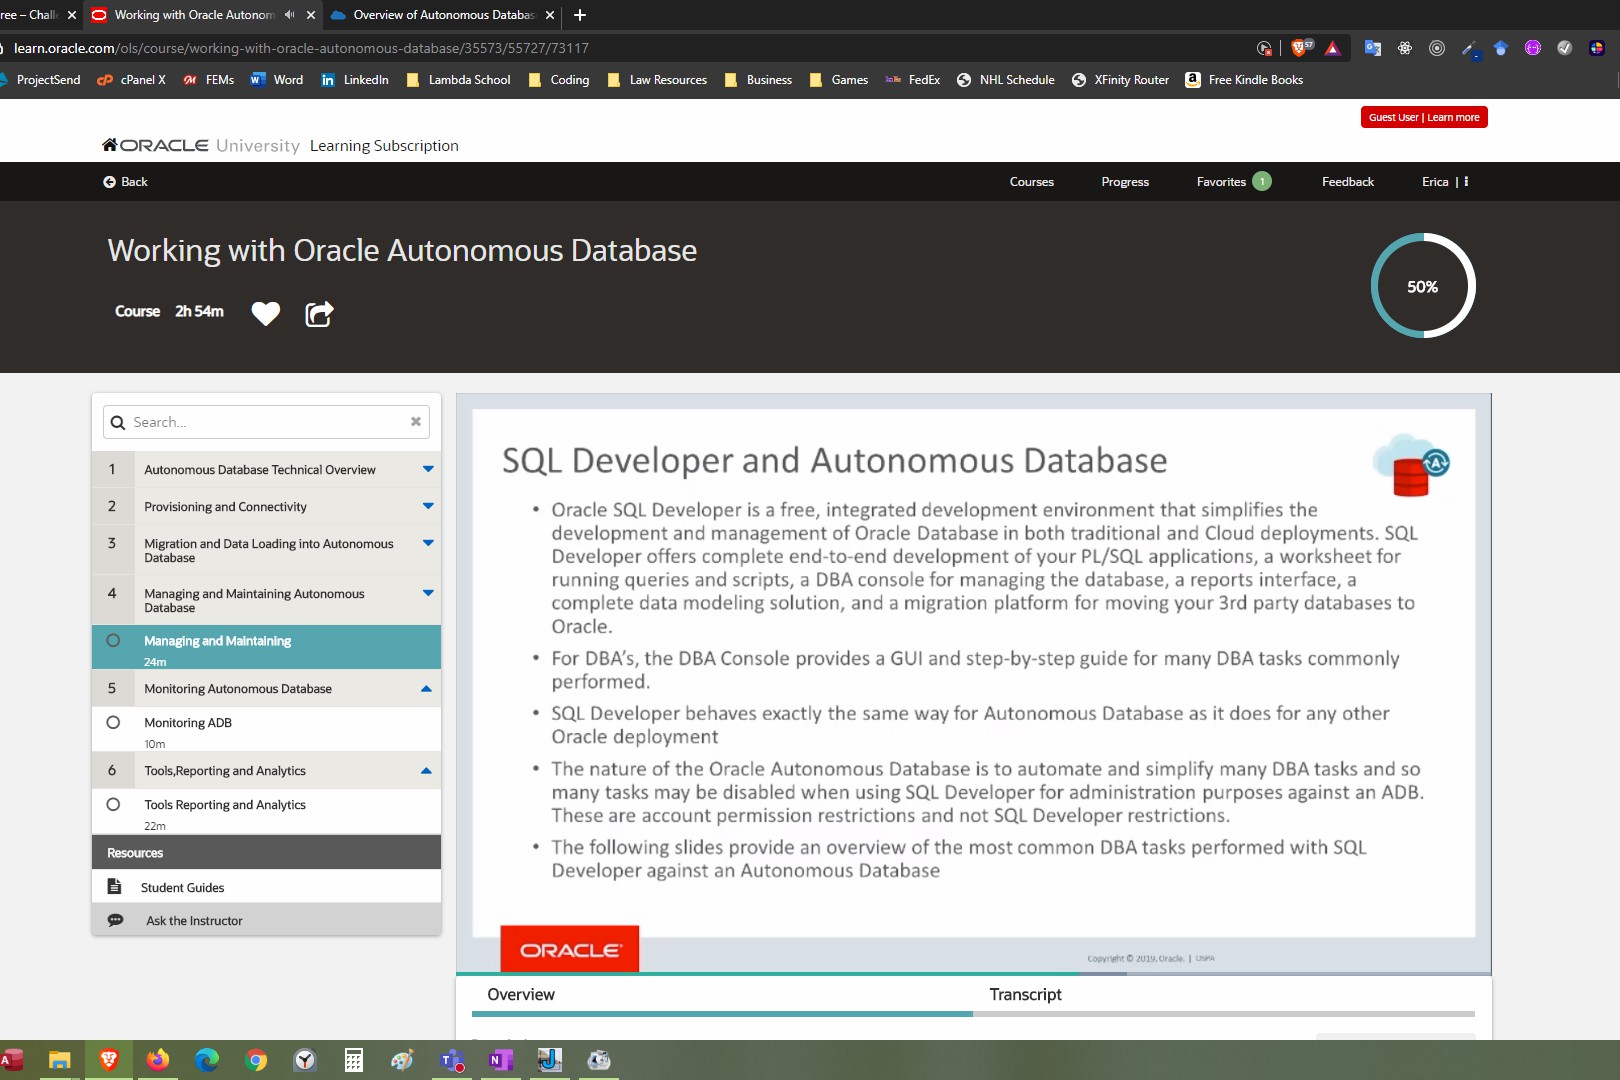 ree – Chall
Working with Oracle Autonom
Overview of Autonomous Databas
learn.oracle.com/ols/course/working-with-oracle-autonomous-database/35573/55727/73117
57
ProjectSend
cPanel X
FEMs
Word
LinkedIn
Lambda School
Coding
Law Resources
Business
Games
FedEx
NHL Schedule
XFinity Router
Free Kindle Books
Guest User | Learn more
ORACLE University Learning Subscription
Back
Courses
Progress
Favorites 1
Feedback
Erica |
Working with Oracle Autonomous Database
Course 2h 54m
50%
Search...
1 Autonomous Database Technical Overview
2 Provisioning and Connectivity
3 Migration and Data Loading into Autonomous
Database
4 Managing and Maintaining Autonomous
Database
Managing and Maintaining
24m
5 Monitoring Autonomous Database
Monitoring ADB
10m
6 Tools,Reporting and Analytics
Tools Reporting and Analytics
22m
Resources
Student Guides
Ask the Instructor
SQL Developer and Autonomous Database
A
• Oracle SQL Developer is a free, integrated development environment that simplifies the
development and management of Oracle Database in both traditional and Cloud deployments. SQL
Developer offers complete end-to-end development of your PL/SQL applications, a worksheet for
running queries and scripts, a DBA console for managing the database, a reports interface, a
complete data modeling solution, and a migration platform for moving your 3rd party databases to
Oracle.
• For DBA's, the DBA Console provides a GUI and step-by-step guide for many DBA tasks commonly
performed.
• SQL Developer behaves exactly the same way for Autonomous Database as it does for any other
Oracle deployment
• The nature of the Oracle Autonomous Database is to automate and simplify many DBA tasks and so
many tasks may be disabled when using SQL Developer for administration purposes against an ADB.
These are account permission restrictions and not SQL Developer restrictions.
• The following slides provide an overview of the most common DBA tasks performed with SQL
Developer against an Autonomous Database
ORACLE
Copyright © 2019, Oracle. |
Overview
Transcript